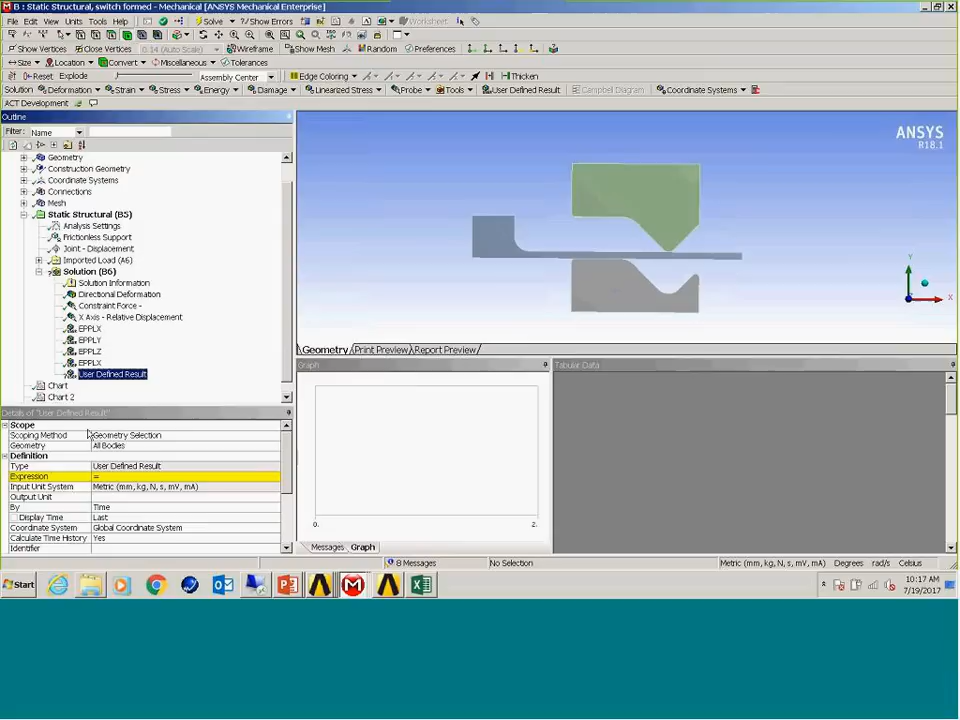 B : Static Structural, switch formed - Mechanical [ANSYS Mechanical Enterprise]
File Edit View Units Tools Help Solve ?/Show Errors Worksheet
Show Vertices Close Vertices 0.14 (Auto Scale) Wireframe Show Mesh Random Preferences
Size Location Convert Miscellaneous Tolerances
Reset Explode Assembly Center Edge Coloring Thicken
Solution Deformation Strain Stress Energy Damage Linearized Stress Probe Tools User Defined Result Campbell Diagram Coordinate Systems
ACT Development
Outline
Filter: Name
Geometry
Construction Geometry
Coordinate Systems
Connections
Mesh
Static Structural (B5)
Analysis Settings
Frictionless Support
Joint - Displacement
Imported Load (A6)
Solution (B6)
Solution Information
Directional Deformation
Constraint Force -
X Axis - Relative Displacement
EPPLX
EPPLY
EPPLZ
EPPLX
User Defined Result
Chart
Chart 2
ANSYS
R18.1
Y
X
Geometry Print Preview Report Preview
Details of "User Defined Result"
Scope
Scoping Method Geometry Selection
Geometry All Bodies
Definition
Type User Defined Result
Expression =
Input Unit System Metric (mm, kg, N, s, mV, mA)
Output Unit
By Time
Display Time Last
Coordinate System Global Coordinate System
Calculate Time History Yes
Identifier
Graph
0. 2.
Messages Graph
Tabular Data
8 Messages No Selection Metric (mm, kg, N, s, mV, mA) Degrees rad/s Celsius
Start
10:17 AM
7/19/2017